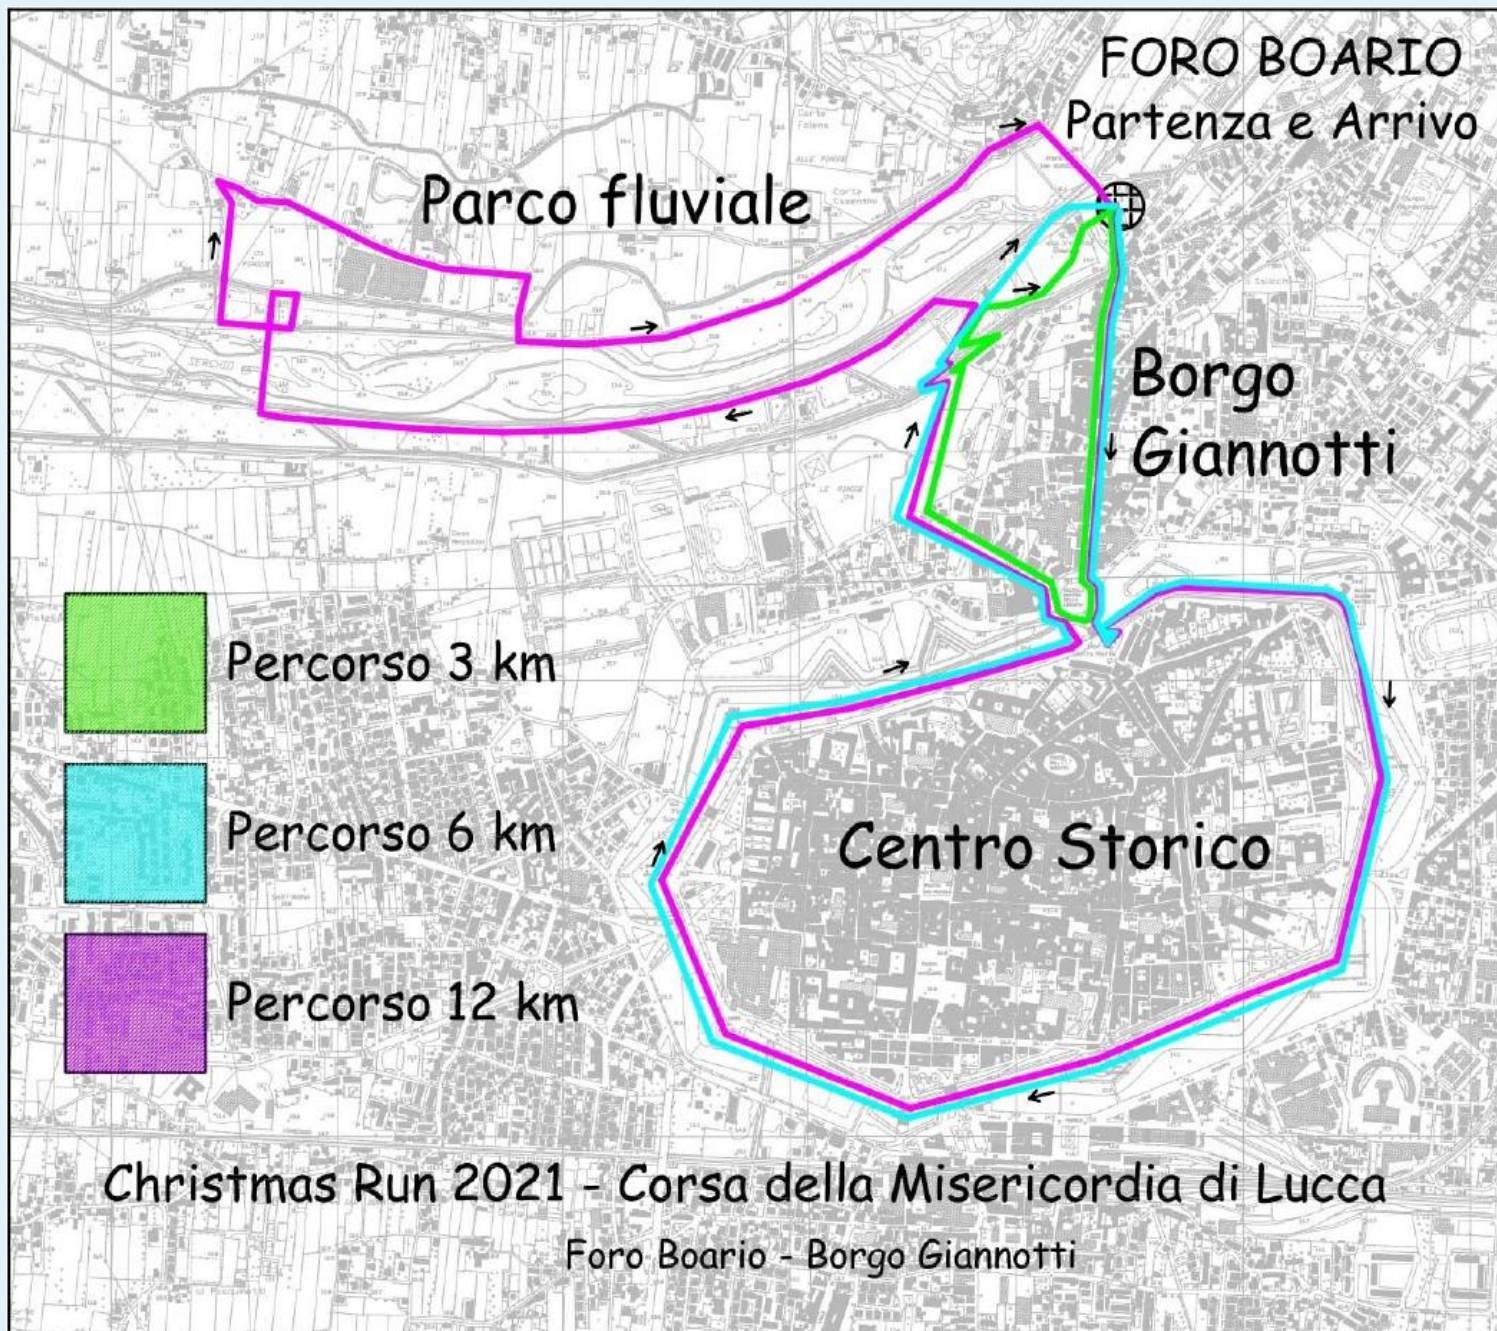 FORO BOARIO
Partenza e Arrivo
Parco fluviale
Borgo
Giannotti
SERCHIO
Percorso 3 km
Percorso 6 km
Percorso 12 km
Centro Storico
Christmas Run 2021 - Corsa della Misericordia di Lucca
Foro Boario - Borgo Giannotti